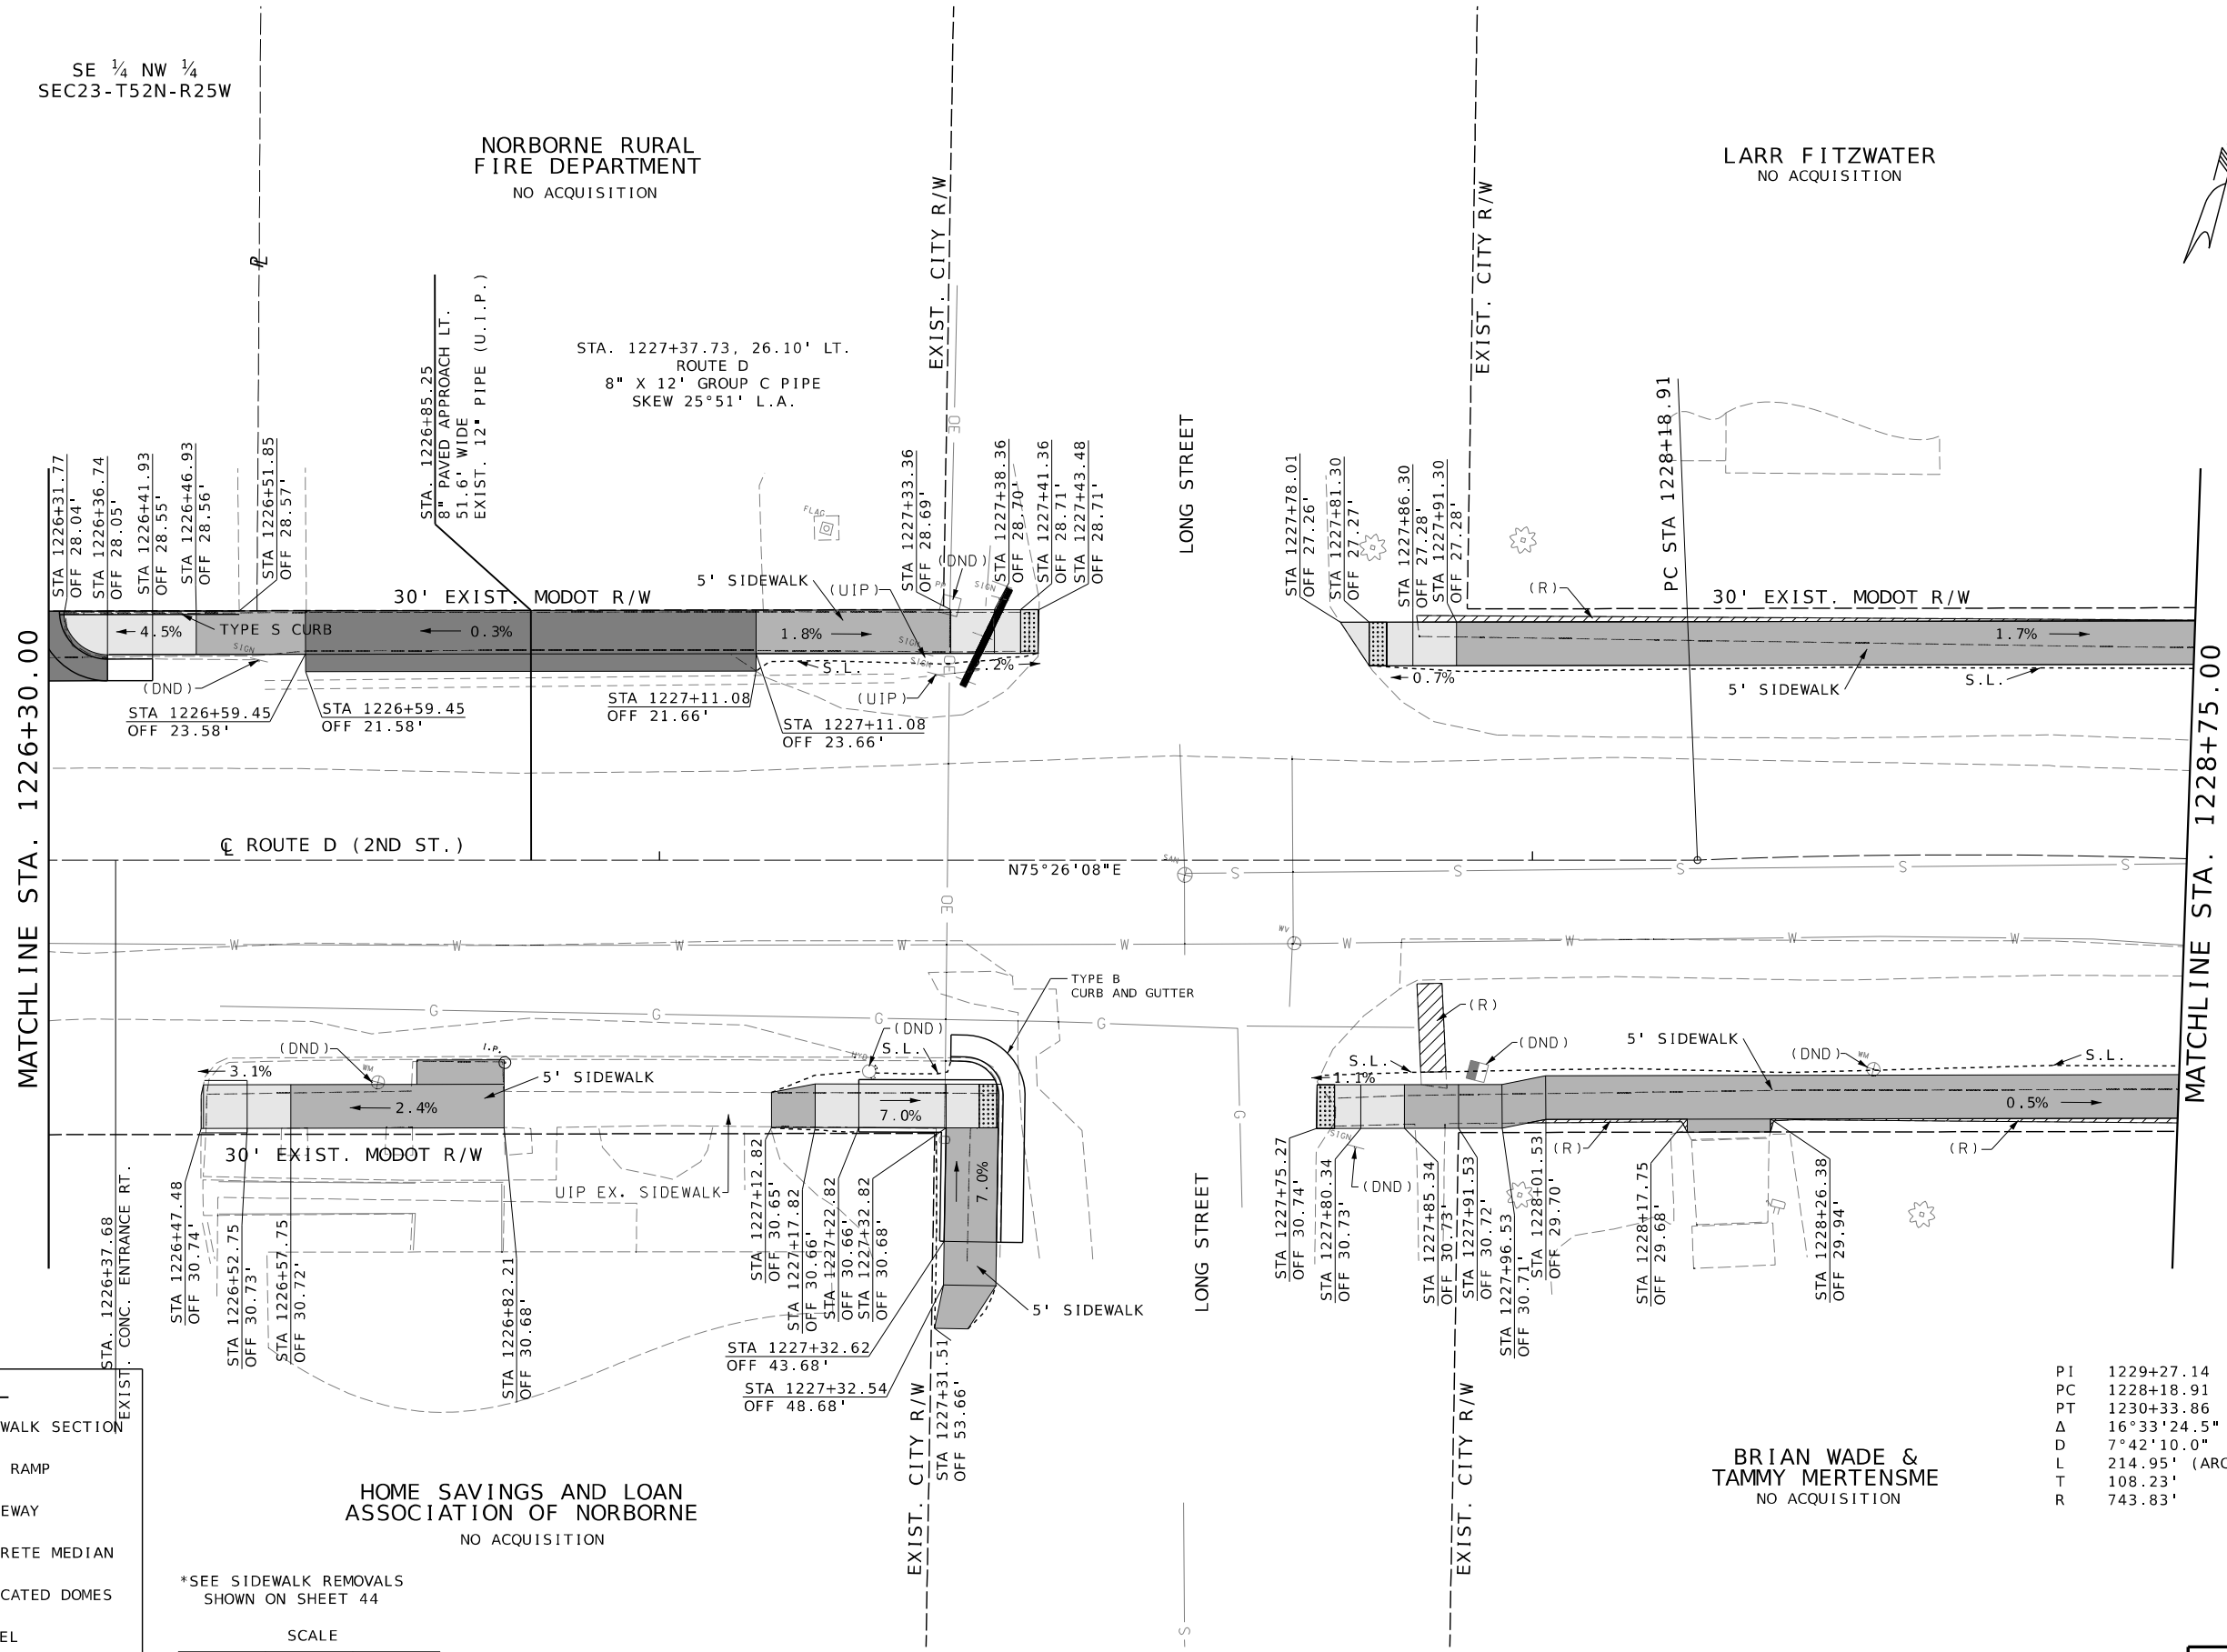 SE ¼ NW ¼
SEC23-T52N-R25W
NORBORNE RURAL
FIRE DEPARTMENT
NO ACQUISITION
EXIST. CITY R/W
EXIST. CITY R/W
LARR FITZWATER
NO ACQUISITION
STA. 1226+85.25
8" PAVED APPROACH LT.
51.6' WIDE
EXIST. 12" PIPE (U.I.P.)
STA. 1227+37.73, 26.10' LT.
ROUTE D
8" X 12' GROUP C PIPE
SKEW 25°51' L.A.
OE
LONG STREET
PC STA 1228+18.91
STA 1226+31.77
OFF 28.04'
STA 1226+36.74
OFF 28.05'
STA 1226+41.93
OFF 28.55'
STA 1226+46.93
OFF 28.56'
STA 1226+51.85
OFF 28.57'
FLAG
STA 1227+33.36
OFF 28.69'
STA 1227+38.36
OFF 28.70'
STA 1227+41.36
OFF 28.71'
STA 1227+43.48
OFF 28.71'
STA 1227+78.01
OFF 27.26'
STA 1227+81.30
OFF 27.27'
STA 1227+86.30
OFF 27.28'
STA 1227+91.30
OFF 27.28'
(DND)
5' SIDEWALK
(UIP)
PP
SIGN
30' EXIST. MODOT R/W
(R)
30' EXIST. MODOT R/W
4.5%
TYPE S CURB
0.3%
1.8%
SIGN
SIGN
SIGN
S.L.
OE
.2%
0.7%
1.7%
5' SIDEWALK
S.L.
(DND)
(UIP)
STA 1226+59.45
OFF 23.58'
STA 1226+59.45
OFF 21.58'
STA 1227+11.08
OFF 21.66'
STA 1227+11.08
OFF 23.66'
MATCHLINE STA. 1226+30.00
MATCHLINE STA. 1228+75.00
℄ ROUTE D (2ND ST.)
N75°26'08"E
SAN
S
S
S
S
S
OE
W
W
W
W
W
WV
W
W
W
W
G
G
G
G
G
TYPE B
CURB AND GUTTER
(R)
(DND)
I.P.
(DND)
HYD
S.L.
S.L.
(DND)
5' SIDEWALK
(DND)
WM
S.L.
3.1%
WM
5' SIDEWALK
2.4%
7.0%
1.1%
0.5%
30' EXIST. MODOT R/W
UIP EX. SIDEWALK
7.0%
SIGN
(DND)
(R)
(R)
LONG STREET
STA. 1226+37.68
EXIST. CONC. ENTRANCE RT.
STA 1226+47.48
OFF 30.74'
STA 1226+52.75
OFF 30.73'
STA 1226+57.75
OFF 30.72'
STA 1226+82.21
OFF 30.68'
STA 1227+12.82
OFF 30.65'
STA 1227+17.82
OFF 30.66'
STA 1227+22.82
OFF 30.66'
STA 1227+32.82
OFF 30.68'
STA 1227+75.27
OFF 30.74'
STA 1227+80.34
OFF 30.73'
STA 1227+85.34
OFF 30.73'
STA 1227+91.53
OFF 30.72'
STA 1227+96.53
OFF 30.71'
STA 1228+01.53
OFF 29.70'
STA 1228+17.75
OFF 29.68'
STA 1228+26.38
OFF 29.94'
5' SIDEWALK
STA 1227+32.62
OFF 43.68'
STA 1227+32.54
OFF 48.68'
STA 1227+31.51
OFF 53.66'
EXIST. CITY R/W
EXIST. CITY R/W
WALK SECTION
RAMP
EWAY
RETE MEDIAN
CATED DOMES
EL
HOME SAVINGS AND LOAN
ASSOCIATION OF NORBORNE
NO ACQUISITION
BRIAN WADE &
TAMMY MERTENSME
NO ACQUISITION
PI 1229+27.14
PC 1228+18.91
PT 1230+33.86
Δ 16°33'24.5"
D 7°42'10.0"
L 214.95' (ARC
T 108.23'
R 743.83'
*SEE SIDEWALK REMOVALS
SHOWN ON SHEET 44
SCALE
S